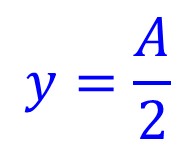 y = A/2